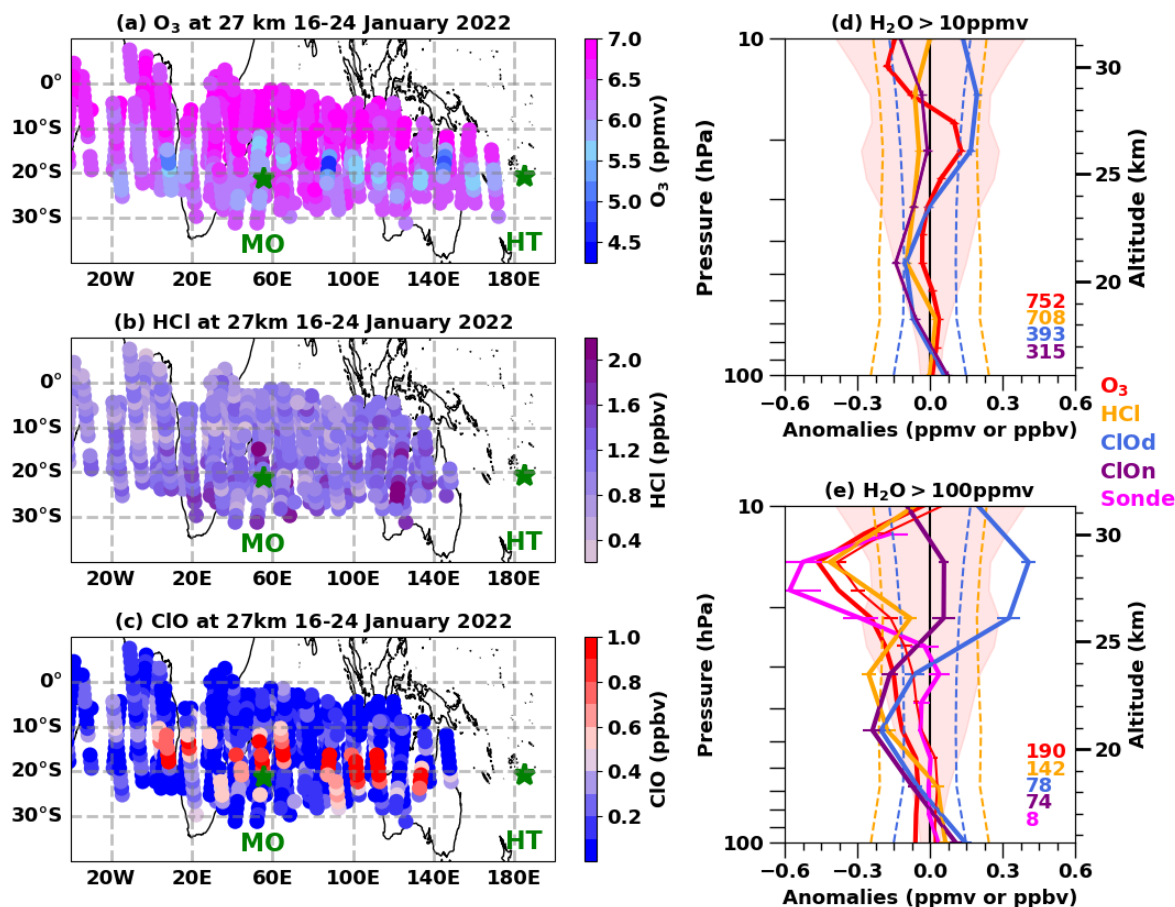 (a) O₃ at 27 km 16-24 January 2022
0°
10°S
20°S
30°S
MO
HT
20W 20E 60E 100E 140E 180E
7.0
6.5
6.0
5.5
5.0
4.5
O₃ (ppmv)
(b) HCl at 27km 16-24 January 2022
0°
10°S
20°S
30°S
MO
HT
20W 20E 60E 100E 140E 180E
2.0
1.6
1.2
0.8
0.4
HCl (ppbv)
(c) ClO at 27km 16-24 January 2022
0°
10°S
20°S
30°S
MO
HT
20W 20E 60E 100E 140E 180E
1.0
0.8
0.6
0.4
0.2
ClO (ppbv)
(d) H₂O > 10ppmv
10
100
Pressure (hPa)
30
25
20
Altitude (km)
752
708
393
315
−0.6 −0.3 0.0 0.3 0.6
Anomalies (ppmv or ppbv)
O₃
HCl
ClOd
ClOn
Sonde
(e) H₂O > 100ppmv
10
100
Pressure (hPa)
30
25
20
Altitude (km)
190
142
78
74
8
−0.6 −0.3 0.0 0.3 0.6
Anomalies (ppmv or ppbv)